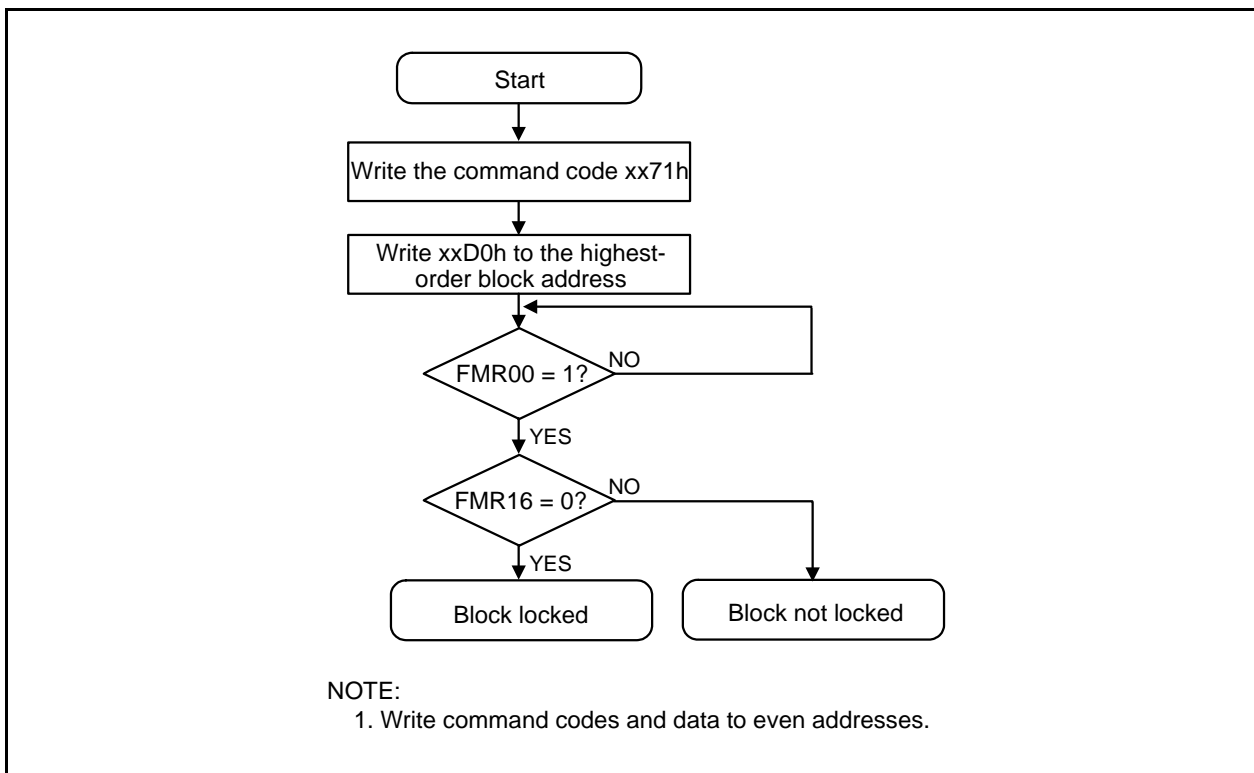 Start
Write the command code xx71h
Write xxD0h to the highest-
order block address
FMR00 = 1?
NO
YES
FMR16 = 0?
NO
YES
Block locked
Block not locked
NOTE:
1. Write command codes and data to even addresses.